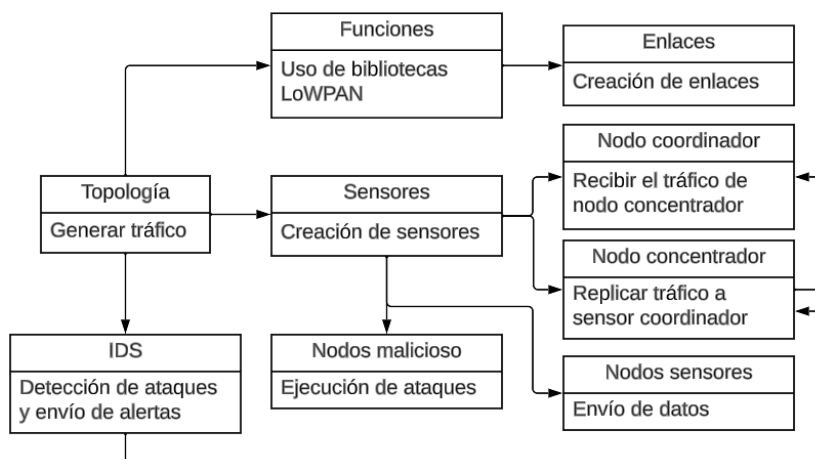 Funciones
Uso de bibliotecas
LoWPAN
Enlaces
Creación de enlaces
Nodo coordinador
Recibir el tráfico de
nodo concentrador
Topología
Generar tráfico
Sensores
Creación de sensores
Nodo concentrador
Replicar tráfico a
sensor coordinador
IDS
Detección de ataques
y envío de alertas
Nodos malicioso
Ejecución de ataques
Nodos sensores
Envío de datos